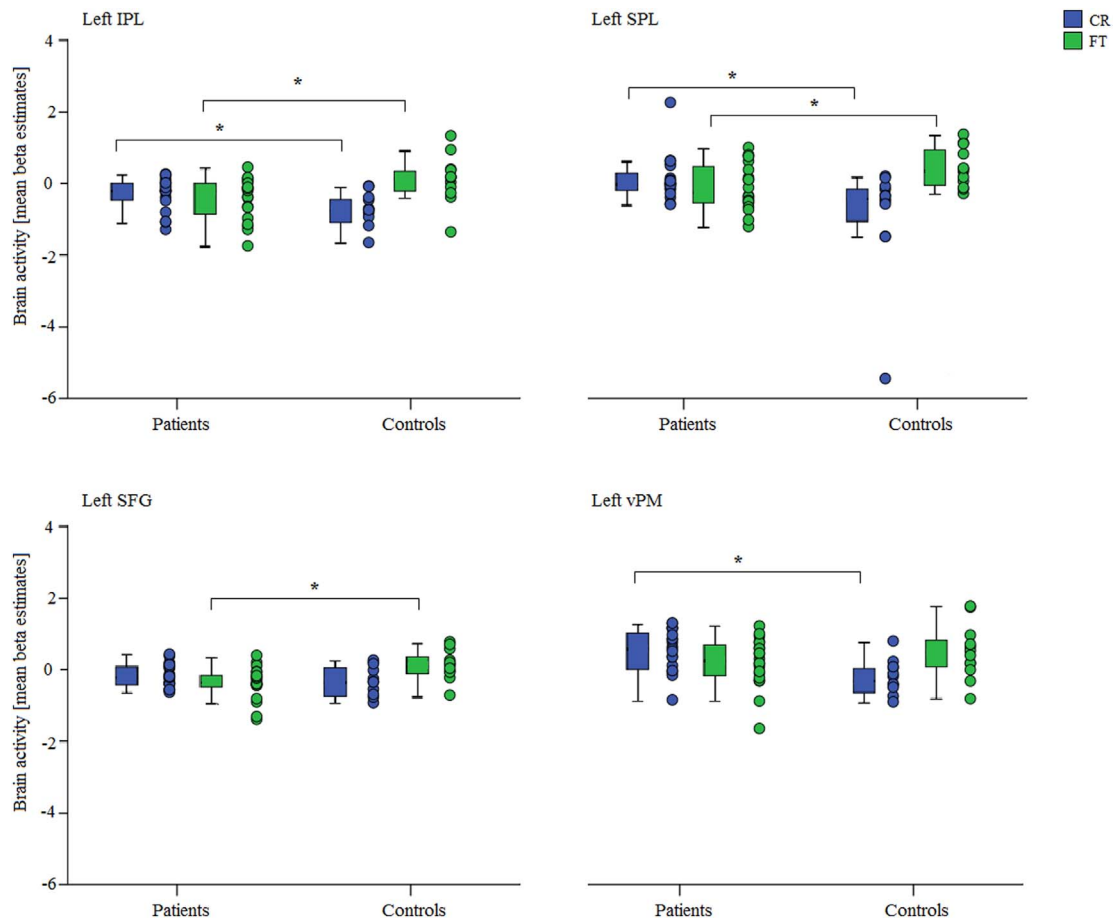 Left IPL
Left SPL
CR
FT
Brain activity [mean beta estimates]
4
2
0
-2
-4
-6
*
*
*
*
Patients
Controls
Patients
Controls
Left SFG
Left vPM
Brain activity [mean beta estimates]
4
2
0
-2
-4
-6
*
*
Patients
Controls
Patients
Controls